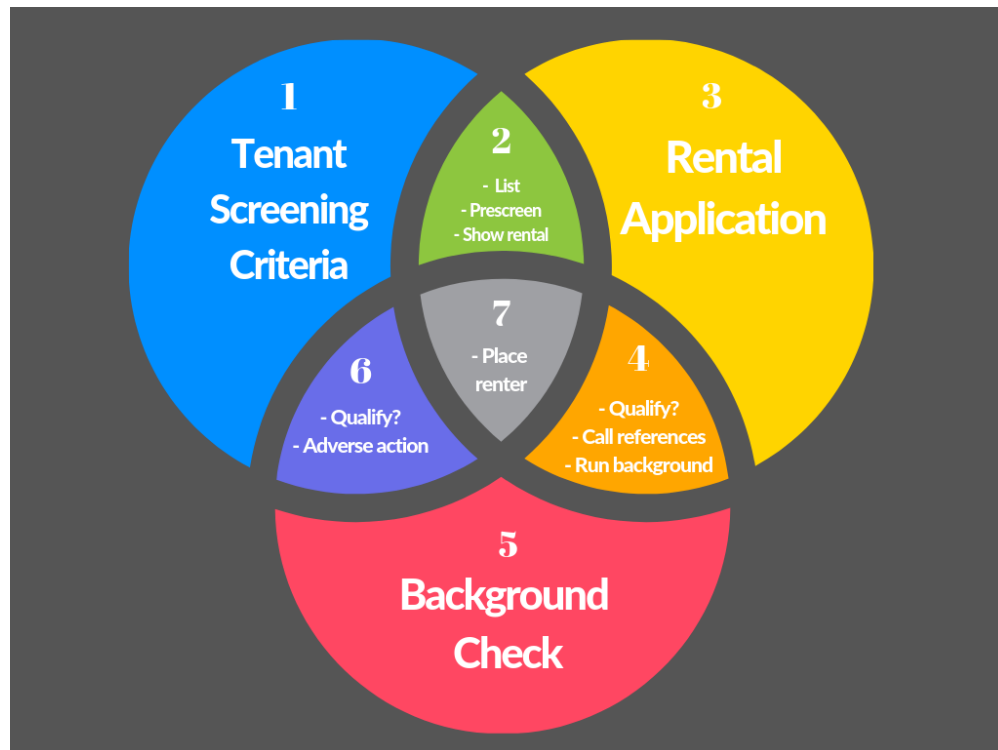 1
Tenant
Screening
Criteria
2
- List
- Prescreen
- Show rental
3
Rental
Application
4
- Qualify?
- Call references
- Run background
5
Background
Check
6
- Qualify?
- Adverse action
7
- Place
renter